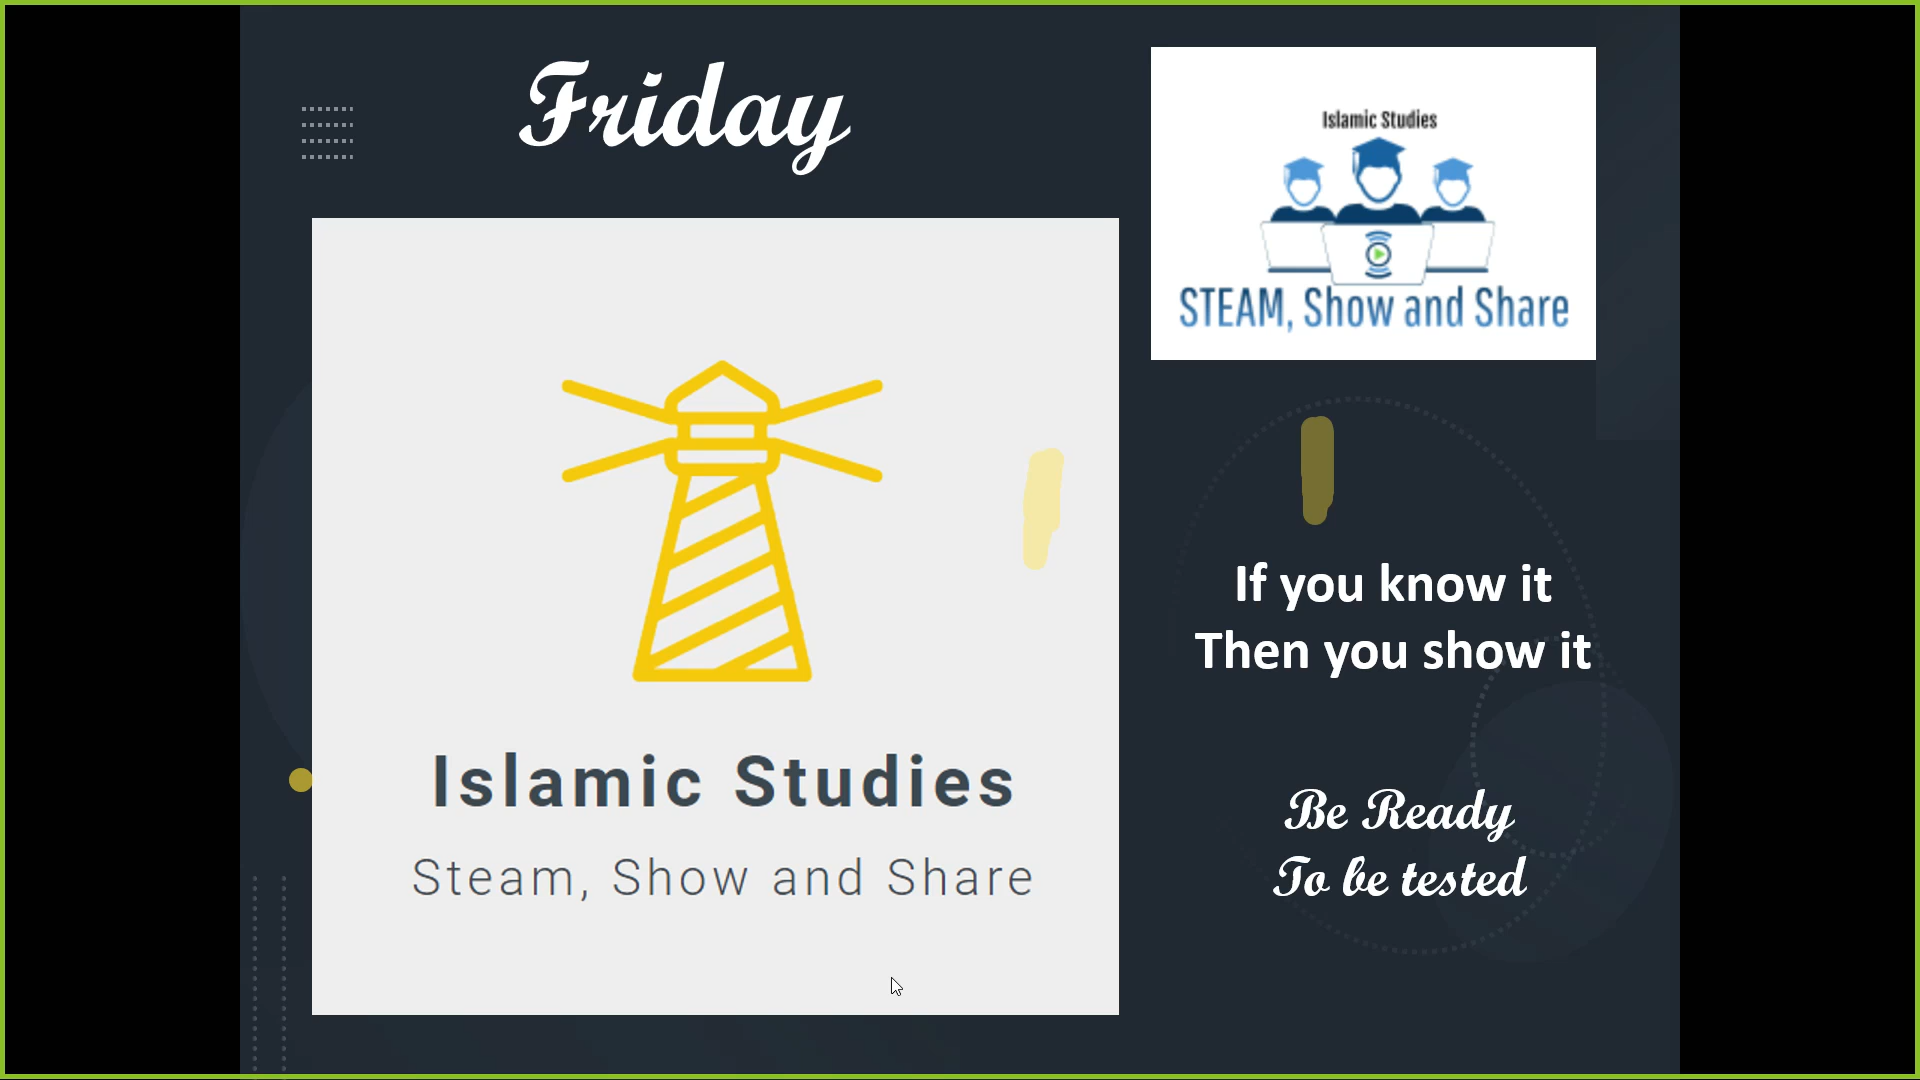 Friday
Islamic Studies
STEAM, Show and Share
Islamic Studies
Steam, Show and Share
If you know it
Then you show it
Be Ready
To be tested